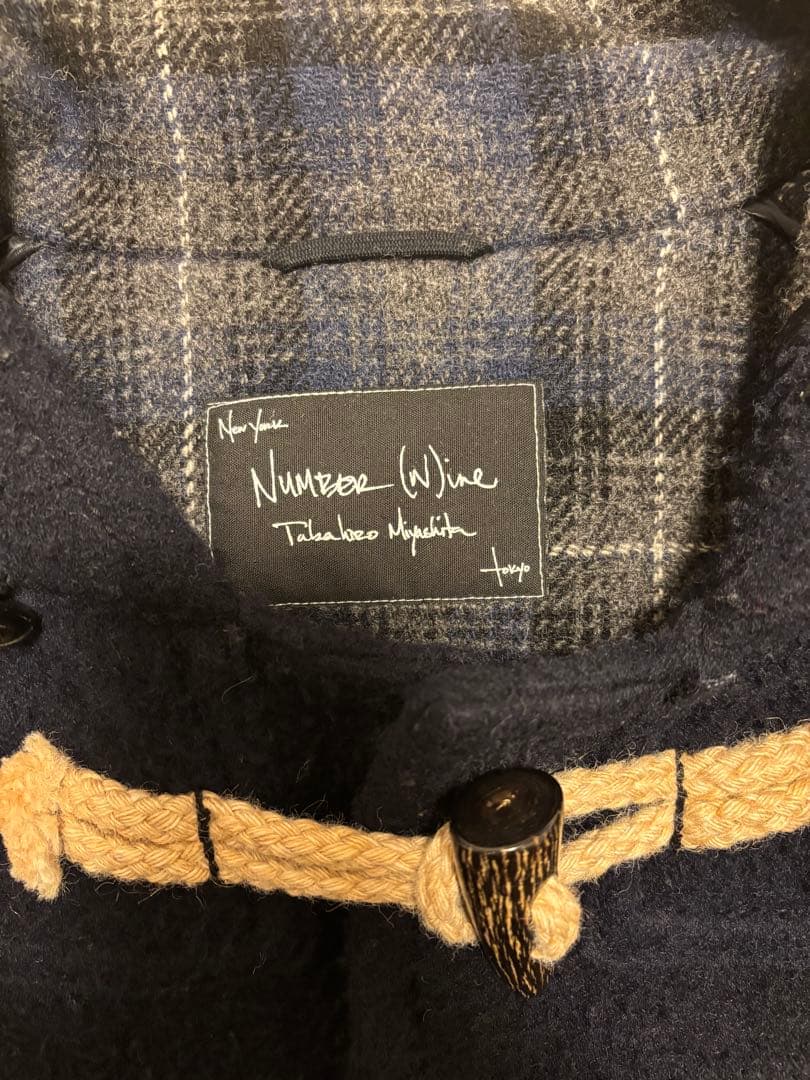 New York
NUMBER (N)ine
Takahiro Miyashita
tokyo